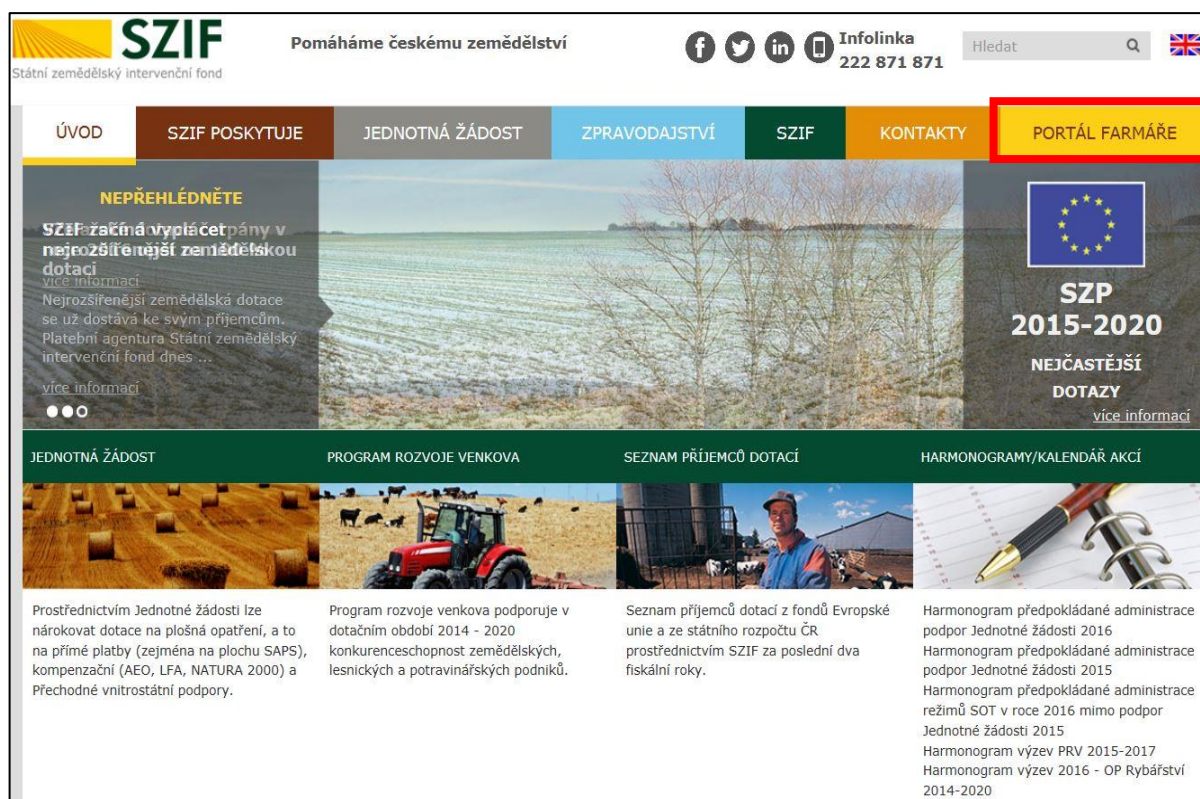 SZIF
Státní zemědělský intervenční fond
Pomáháme českému zemědělství
Infolinka
222 871 871
Hledat
ÚVOD
SZIF POSKYTUJE
JEDNOTNÁ ŽÁDOST
ZPRAVODAJSTVÍ
SZIF
KONTAKTY
PORTÁL FARMÁŘE
NEPŘEHLÉDNĚTE
SZIF začíná vyplácet
nejrozšířenější zemědělskou
dotaci
více informací
Nejrozšířenější zemědělská dotace
se už dostává ke svým příjemcům.
Platební agentura Státní zemědělský
intervenční fond dnes ...
více informací
SZP
2015-2020
NEJČASTĚJŠÍ
DOTAZY
více informací
JEDNOTNÁ ŽÁDOST
Prostřednictvím Jednotné žádosti lze
nárokovat dotace na plošná opatření, a to
na přímé platby (zejména na plochu SAPS),
kompenzační (AEO, LFA, NATURA 2000) a
Přechodné vnitrostátní podpory.
PROGRAM ROZVOJE VENKOVA
Program rozvoje venkova podporuje v
dotačním období 2014 - 2020
konkurenceschopnost zemědělských,
lesnických a potravinářských podniků.
SEZNAM PŘÍJEMCŮ DOTACÍ
Seznam příjemců dotací z fondů Evropské
unie a ze státního rozpočtu ČR
prostřednictvím SZIF za poslední dva
fiskální roky.
HARMONOGRAMY/KALENDÁŘ AKCÍ
Harmonogram předpokládané administrace
podpor Jednotné žádosti 2016
Harmonogram předpokládané administrace
podpor Jednotné žádosti 2015
Harmonogram předpokládané administrace
režimů SOT v roce 2016 mimo podpor
Jednotné žádosti 2015
Harmonogram výzev PRV 2015-2017
Harmonogram výzev 2016 - OP Rybářství
2014-2020